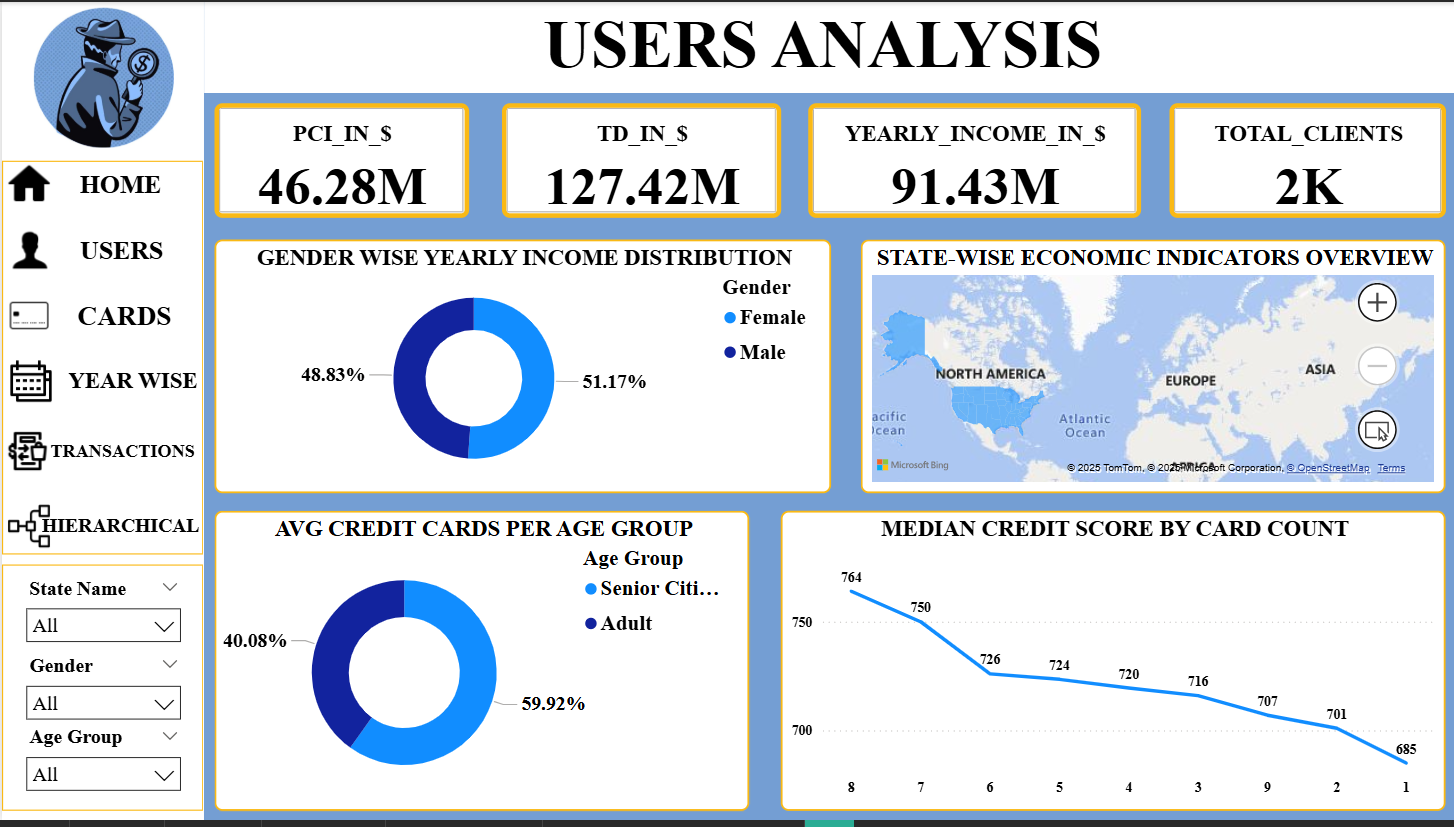 USERS ANALYSIS
$
HOME
USERS
CARDS
YEAR WISE
TRANSACTIONS
HIERARCHICAL
State Name
All
Gender
All
Age Group
All
PCI_IN_$
46.28M
TD_IN_$
127.42M
YEARLY_INCOME_IN_$
91.43M
TOTAL_CLIENTS
2K
GENDER WISE YEARLY INCOME DISTRIBUTION
Gender
Female
Male
48.83%
51.17%
STATE-WISE ECONOMIC INDICATORS OVERVIEW
NORTH AMERICA
EUROPE
ASIA
acific
Ocean
Atlantic
Ocean
AFRICA
Microsoft Bing
© 2025 TomTom, © 2025 Microsoft Corporation, © OpenStreetMap Terms
AVG CREDIT CARDS PER AGE GROUP
Age Group
Senior Citi...
Adult
40.08%
59.92%
MEDIAN CREDIT SCORE BY CARD COUNT
764
750
726
724
720
716
707
701
685
750
700
8 7 6 5 4 3 9 2 1